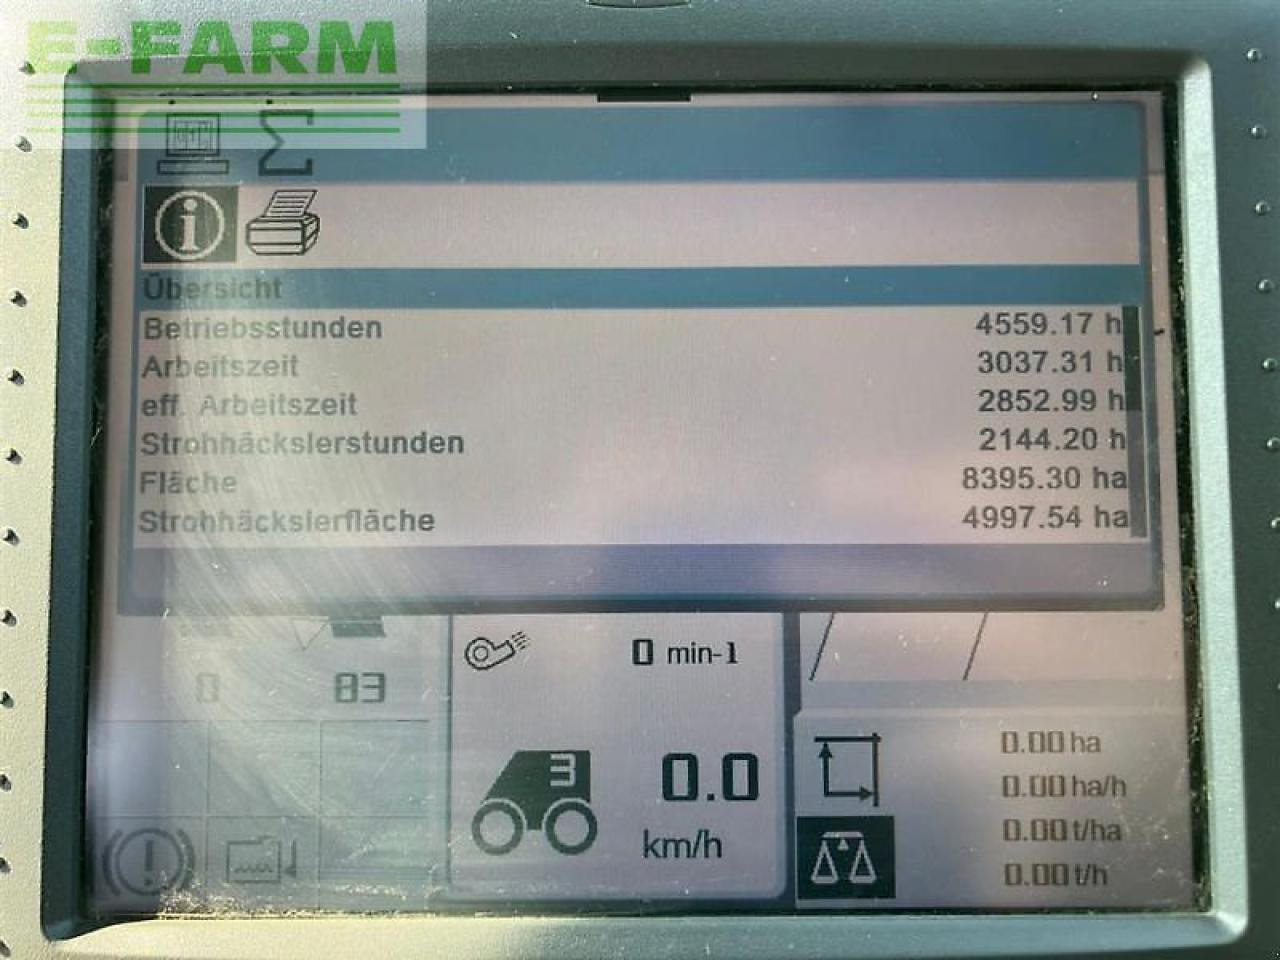 E-FARM
Übersicht
Betriebsstunden 4559.17 h
Arbeitszeit 3037.31 h
eff. Arbeitszeit 2852.99 h
Strohhäckslerstunden 2144.20 h
Fläche 8395.30 ha
Strohhäckslerfläche 4997.54 ha
0 min-1
0 83
3 0.0
km/h
0.00 ha
0.00 ha/h
0.00 t/ha
0.00 t/h